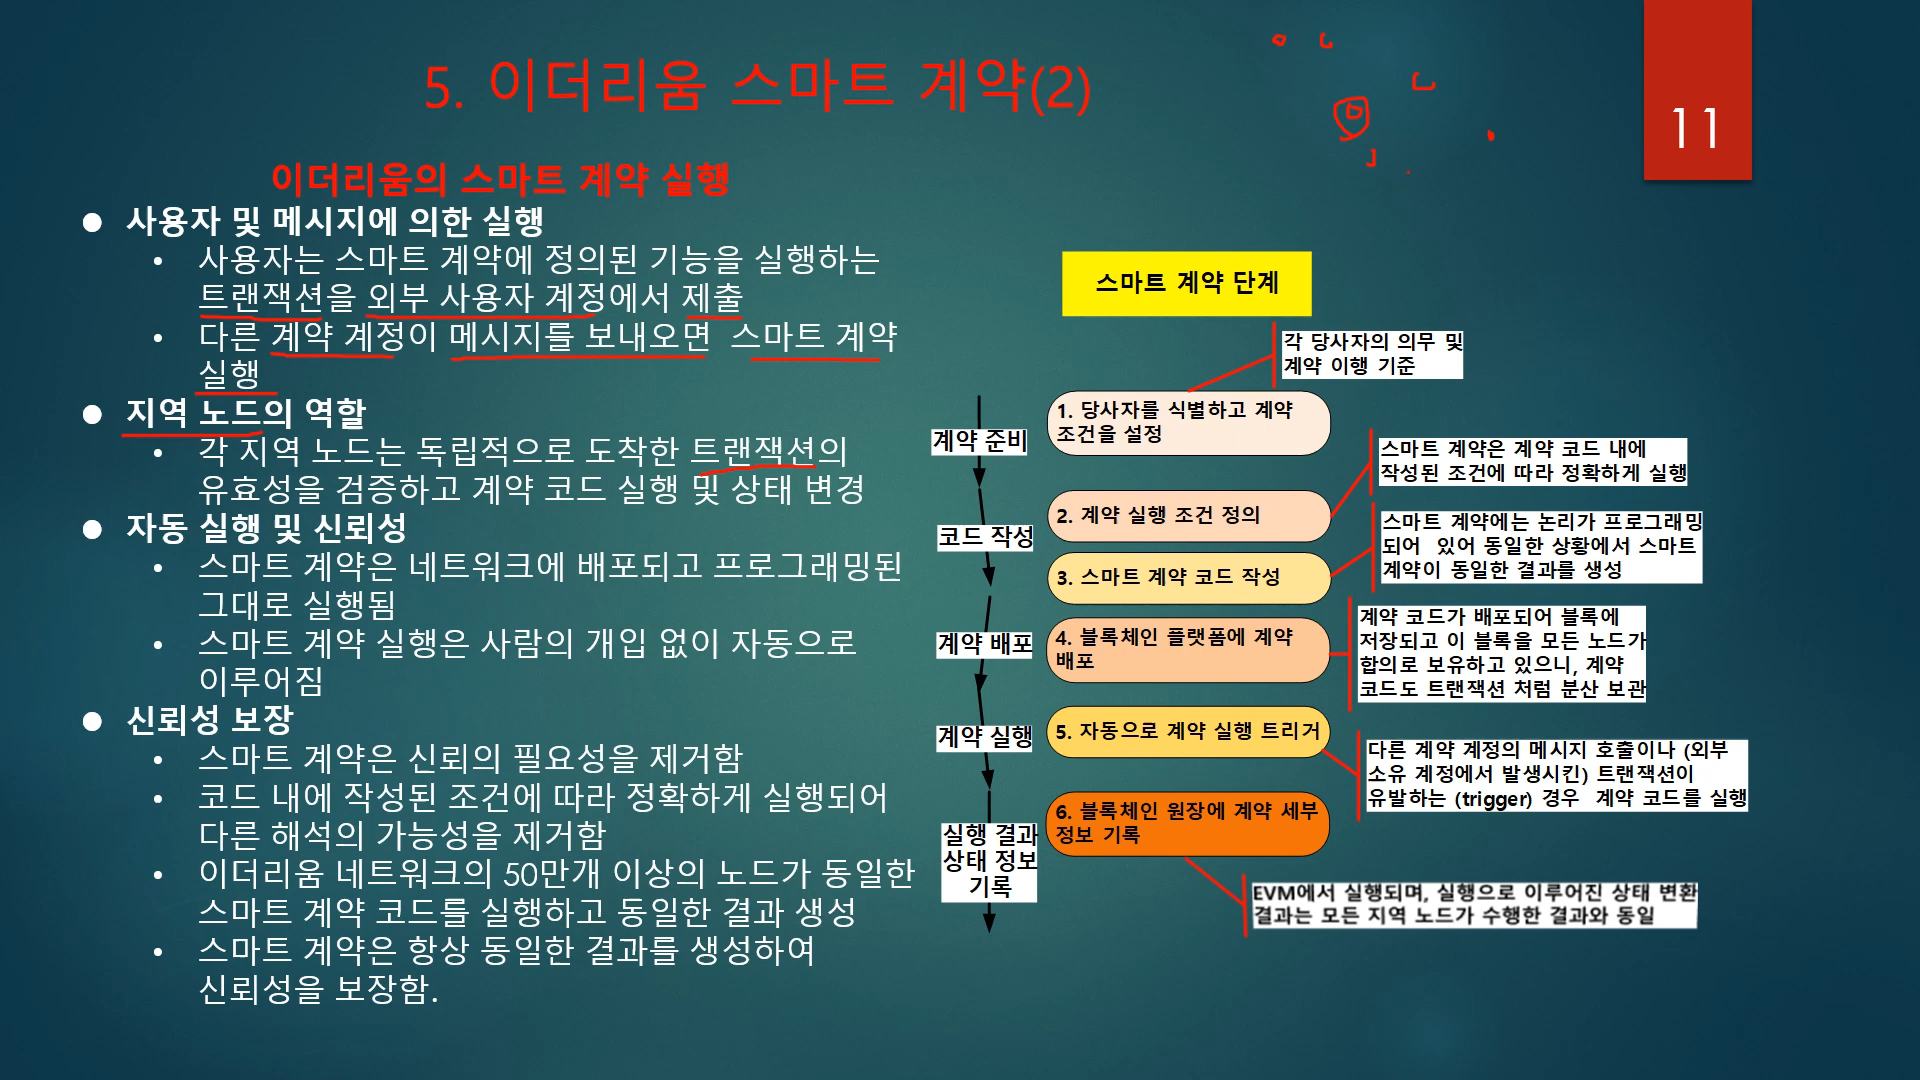 5. 이더리움 스마트 계약(2)
11
이더리움의 스마트 계약 실행
● 사용자 및 메시지에 의한 실행
• 사용자는 스마트 계약에 정의된 기능을 실행하는
트랜잭션을 외부 사용자 계정에서 제출
• 다른 계약 계정이 메시지를 보내오면 스마트 계약
실행
● 지역 노드의 역할
• 각 지역 노드는 독립적으로 도착한 트랜잭션의
유효성을 검증하고 계약 코드 실행 및 상태 변경
● 자동 실행 및 신뢰성
• 스마트 계약은 네트워크에 배포되고 프로그래밍된
그대로 실행됨
• 스마트 계약 실행은 사람의 개입 없이 자동으로
이루어짐
● 신뢰성 보장
• 스마트 계약은 신뢰의 필요성을 제거함
• 코드 내에 작성된 조건에 따라 정확하게 실행되어
다른 해석의 가능성을 제거함
• 이더리움 네트워크의 50만개 이상의 노드가 동일한
스마트 계약 코드를 실행하고 동일한 결과 생성
• 스마트 계약은 항상 동일한 결과를 생성하여
신뢰성을 보장함.
스마트 계약 단계
각 당사자의 의무 및
계약 이행 기준
계약 준비
1. 당사자를 식별하고 계약
조건을 설정
스마트 계약은 계약 코드 내에
작성된 조건에 따라 정확하게 실행
코드 작성
2. 계약 실행 조건 정의
3. 스마트 계약 코드 작성
스마트 계약에는 논리가 프로그래밍
되어 있어 동일한 상황에서 스마트
계약이 동일한 결과를 생성
계약 배포
4. 블록체인 플랫폼에 계약
배포
계약 코드가 배포되어 블록에
저장되고 이 블록을 모든 노드가
합의로 보유하고 있으니, 계약
코드도 트랜잭션 처럼 분산 보관
계약 실행
5. 자동으로 계약 실행 트리거
다른 계약 계정의 메시지 호출이나 (외부
소유 계정에서 발생시킨) 트랜잭션이
유발하는 (trigger) 경우 계약 코드를 실행
실행 결과
상태 정보
기록
6. 블록체인 원장에 계약 세부
정보 기록
EVM에서 실행되며, 실행으로 이루어진 상태 변환
결과는 모든 지역 노드가 수행한 결과와 동일